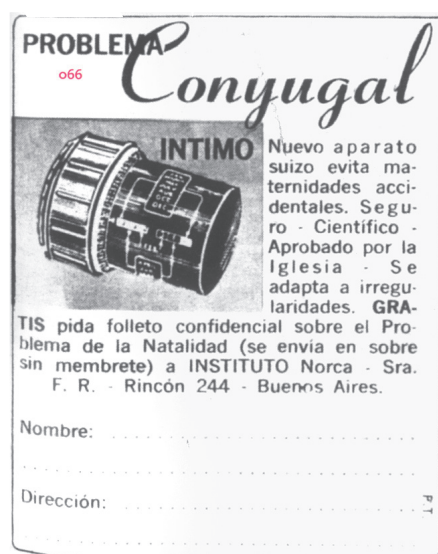 PROBLEMA
o66
Conyugal
INTIMO
Nuevo aparato
suizo evita ma-
ternidades acci-
dentales. Segu-
ro - Científico -
Aprobado por la
Iglesia - Se
adapta a irregu-
laridades. GRA-
TIS pida folleto confidencial sobre el Pro-
blema de la Natalidad (se envía en sobre
sin membrete) a INSTITUTO Norca - Sra.
F. R. - Rincón 244 - Buenos Aires.
Nombre:
Dirección:
P.T.